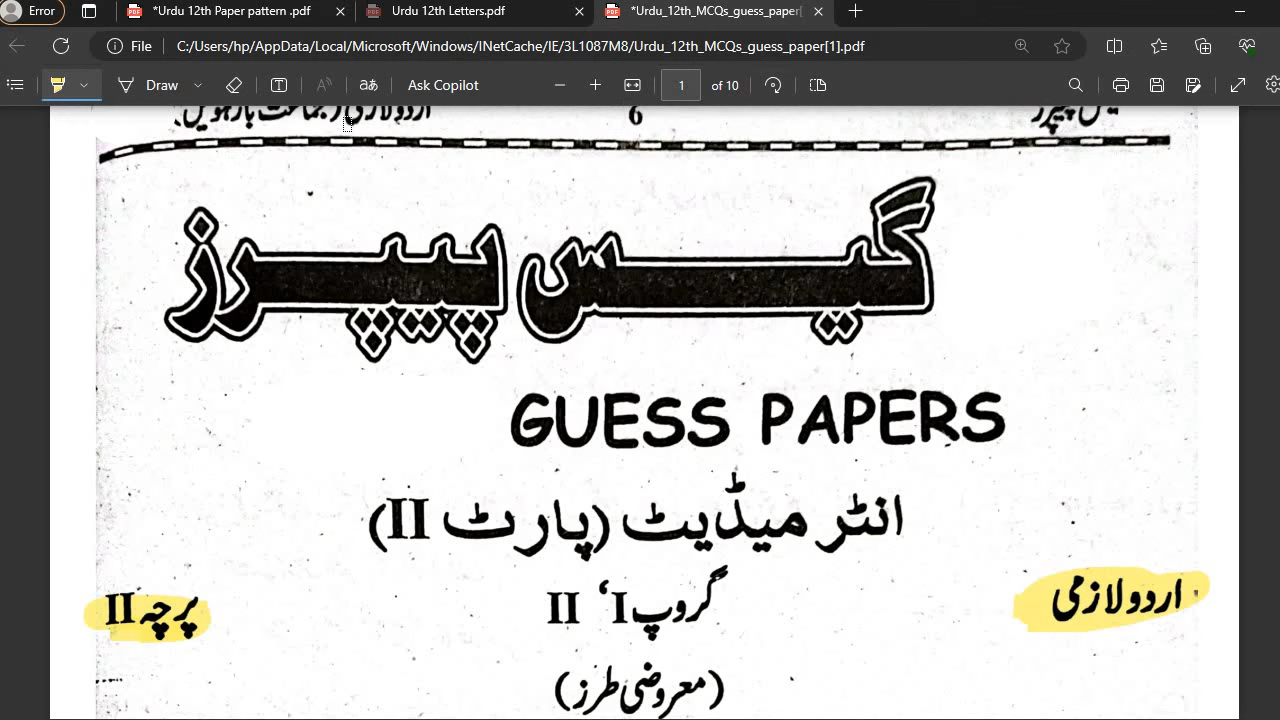 Error
*Urdu 12th Paper pattern .pdf
Urdu 12th Letters.pdf
*Urdu_12th_MCQs_guess_paper[
File
C:/Users/hp/AppData/Local/Microsoft/Windows/INetCache/IE/3L1087M8/Urdu_12th_MCQs_guess_paper[1].pdf
Draw
Ask Copilot
1 of 10
6
گیس پیپرز
GUESS PAPERS
انٹر میڈیٹ (پارٹ II)
اردو لازمی
گروپ I، II
پرچہ II
(معروضی طرز)